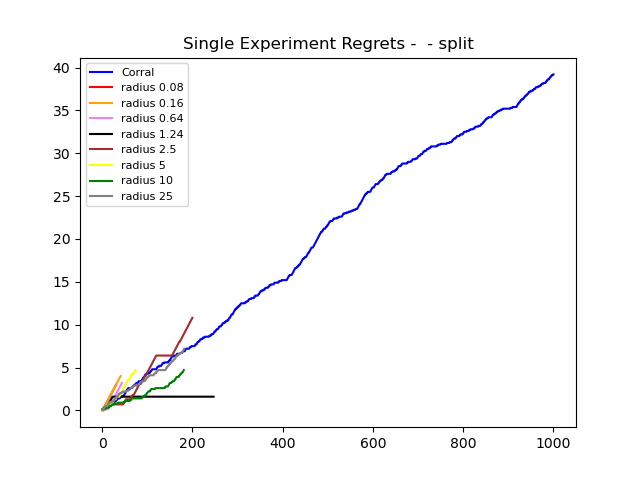 Single Experiment Regrets -  - split
40
35
30
25
20
15
10
5
0
Corral
radius 0.08
radius 0.16
radius 0.64
radius 1.24
radius 2.5
radius 5
radius 10
radius 25
0 200 400 600 800 1000